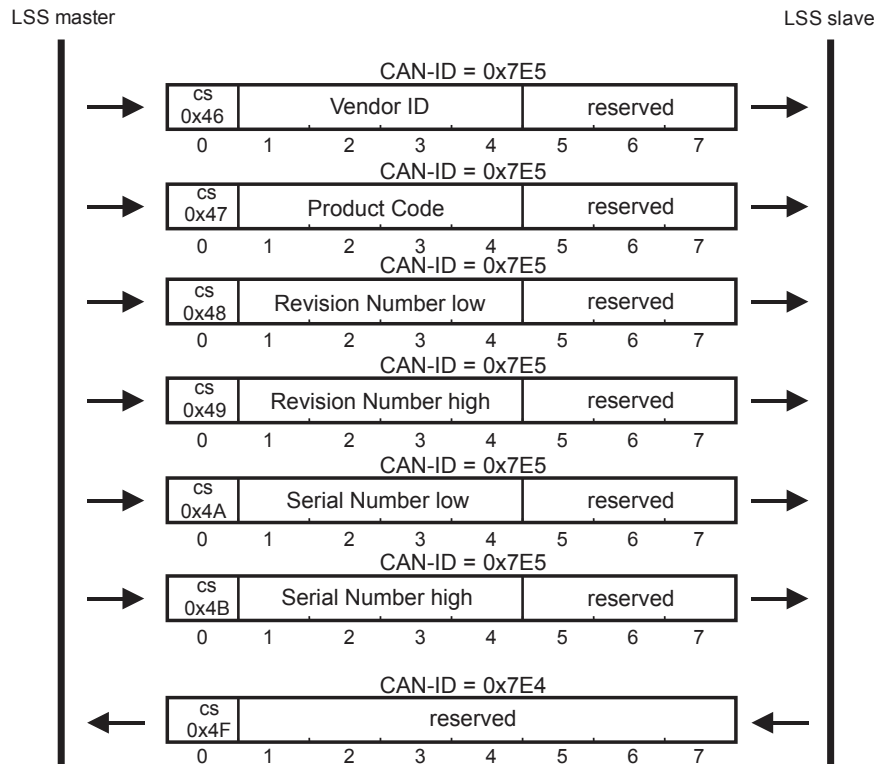 LSS master LSS slave
CAN-ID = 0x7E5
cs 0x46 Vendor ID reserved
0 1 2 3 4 5 6 7
CAN-ID = 0x7E5
cs 0x47 Product Code reserved
0 1 2 3 4 5 6 7
CAN-ID = 0x7E5
cs 0x48 Revision Number low reserved
0 1 2 3 4 5 6 7
CAN-ID = 0x7E5
cs 0x49 Revision Number high reserved
0 1 2 3 4 5 6 7
CAN-ID = 0x7E5
cs 0x4A Serial Number low reserved
0 1 2 3 4 5 6 7
CAN-ID = 0x7E5
cs 0x4B Serial Number high reserved
0 1 2 3 4 5 6 7
CAN-ID = 0x7E4
cs 0x4F reserved
0 1 2 3 4 5 6 7